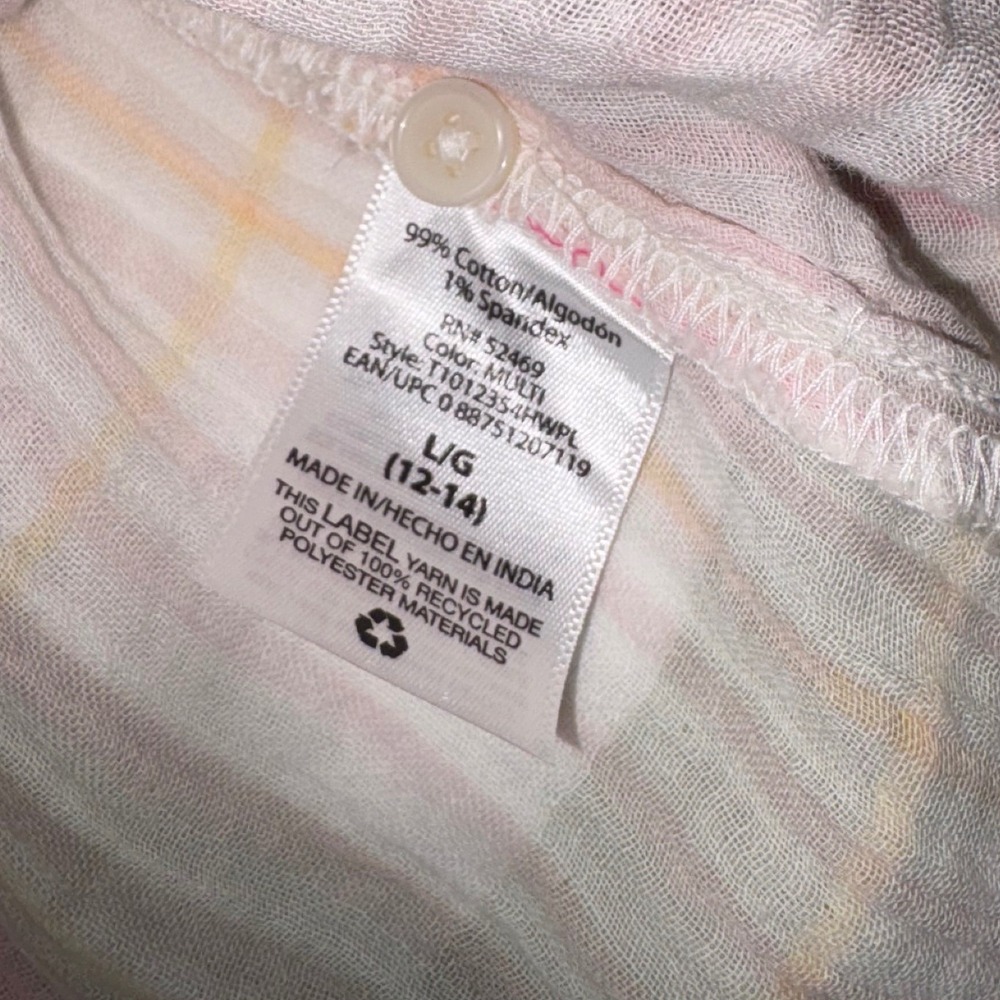 99% Cotton/Algodón
1% Spandex
RN# 52469
Color: MULTI
Style: T1012354HWPL
EAN/UPC 0 88751207119
L/G
(12-14)
MADE IN/HECHO EN INDIA
THIS LABEL YARN IS MADE
OUT OF 100% RECYCLED
POLYESTER MATERIALS